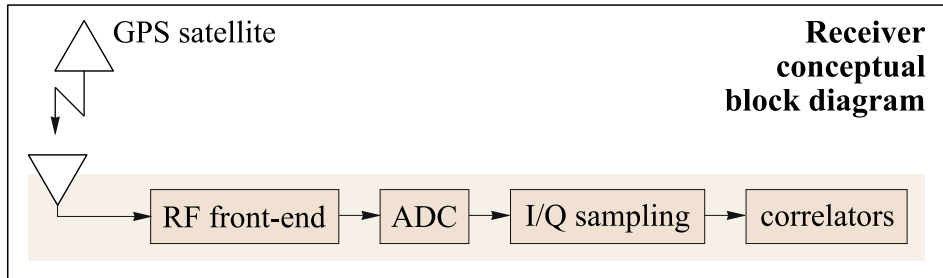 GPS satellite
Receiver
conceptual
block diagram
RF front-end
ADC
I/Q sampling
correlators